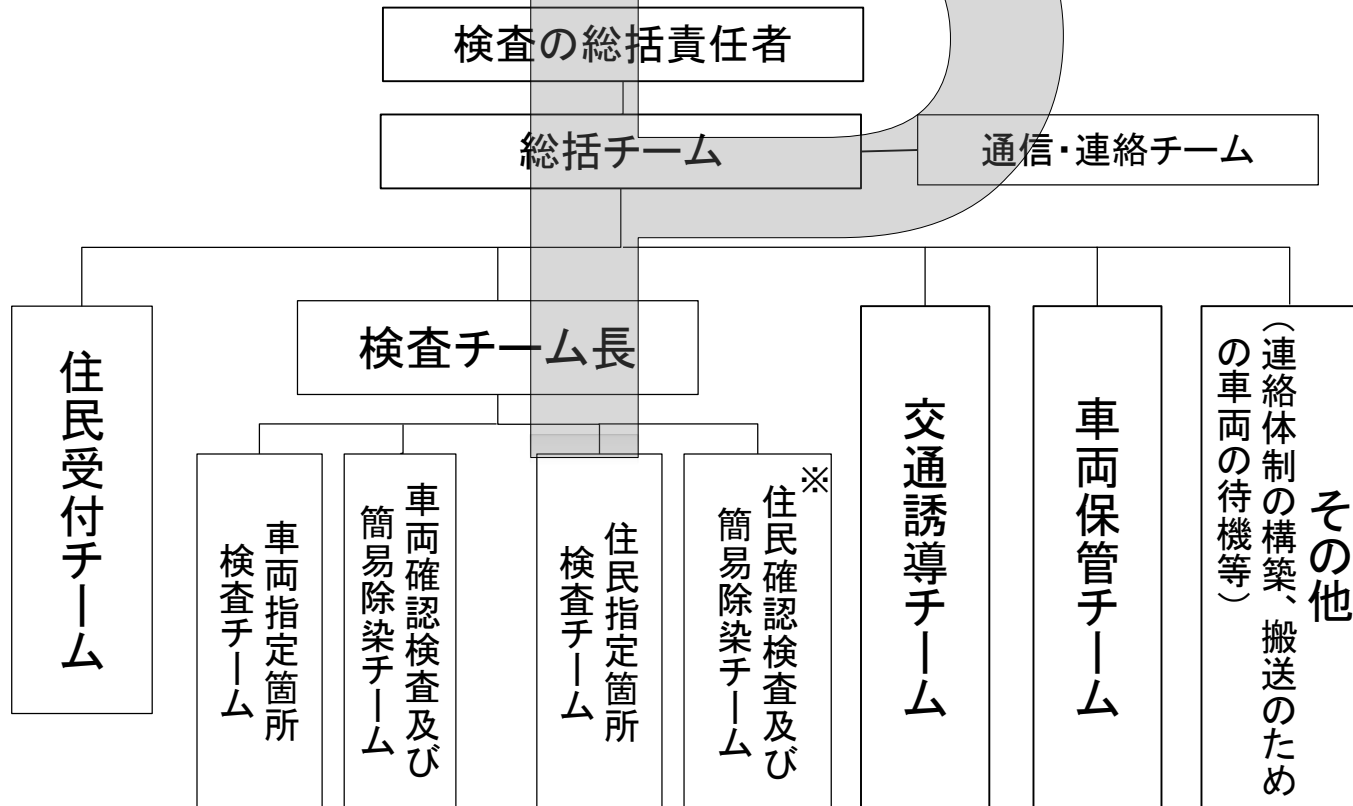 検査の総括責任者
総括チーム
通信・連絡チーム
住民受付チーム
検査チーム長
車両指定箇所
検査チーム
車両確認検査及び
簡易除染チーム
住民指定箇所
検査チーム
住民確認検査及び※
簡易除染チーム
交通誘導チーム
車両保管チーム
その他
（連絡体制の構築、搬送のため
の車両の待機等）